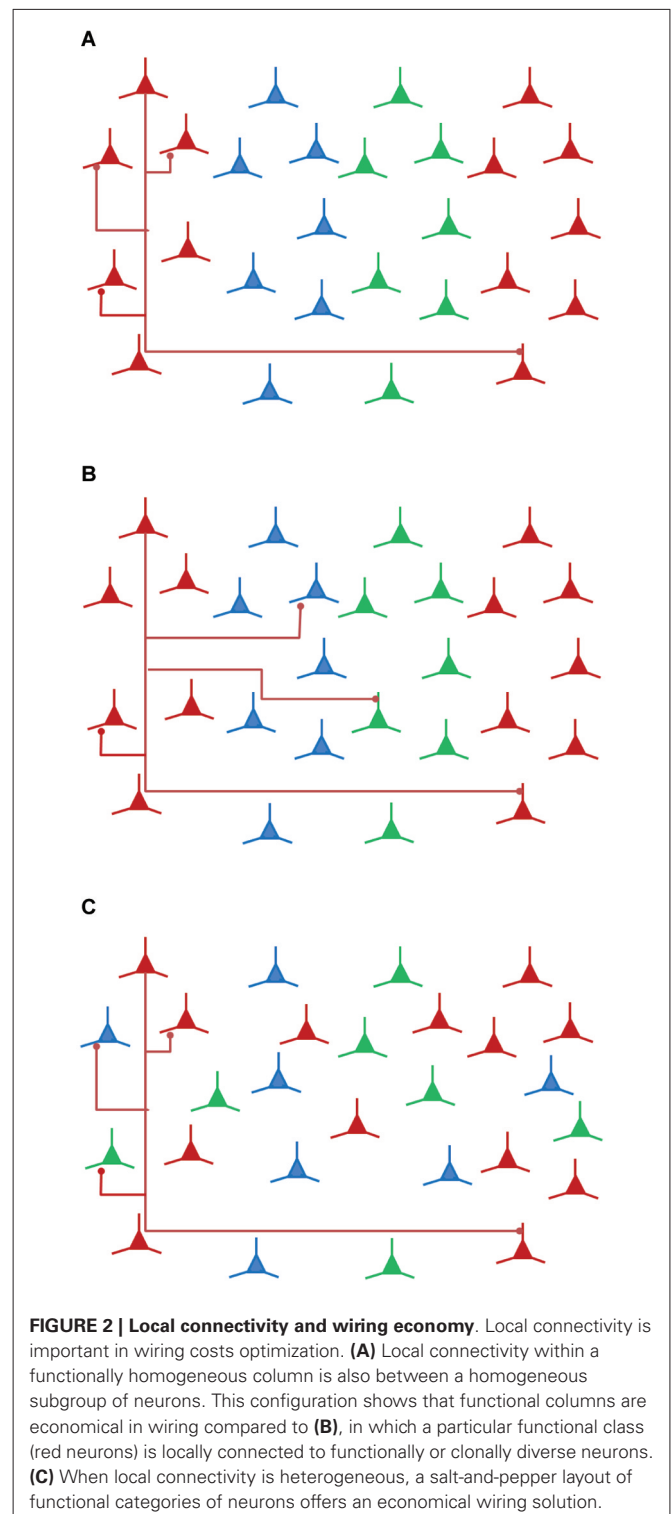 A
B
C
FIGURE 2 | Local connectivity and wiring economy. Local connectivity is
important in wiring costs optimization. (A) Local connectivity within a
functionally homogeneous column is also between a homogeneous
subgroup of neurons. This configuration shows that functional columns are
economical in wiring compared to (B), in which a particular functional class
(red neurons) is locally connected to functionally or clonally diverse neurons.
(C) When local connectivity is heterogeneous, a salt-and-pepper layout of
functional categories of neurons offers an economical wiring solution.